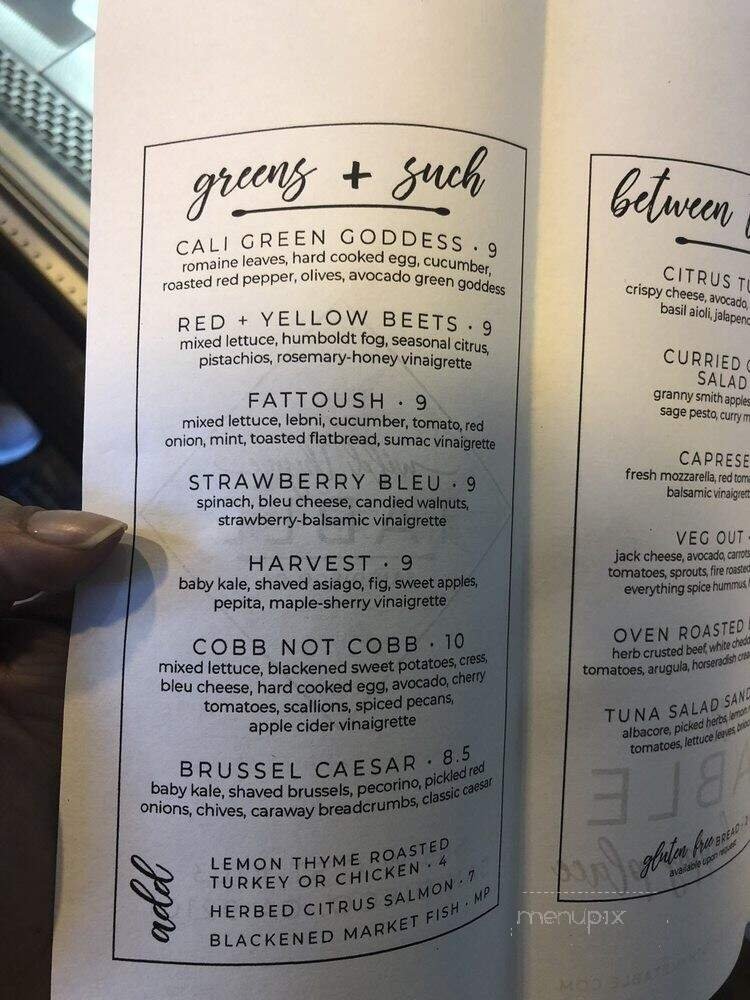 greens + such
CALI GREEN GODDESS · 9
romaine leaves, hard cooked egg, cucumber,
roasted red pepper, olives, avocado green goddess
RED + YELLOW BEETS · 9
mixed lettuce, humboldt fog, seasonal citrus,
pistachios, rosemary-honey vinaigrette
FATTOUSH · 9
mixed lettuce, lebni, cucumber, tomato, red
onion, mint, toasted flatbread, sumac vinaigrette
STRAWBERRY BLEU · 9
spinach, bleu cheese, candied walnuts,
strawberry-balsamic vinaigrette
HARVEST · 9
baby kale, shaved asiago, fig, sweet apples,
pepita, maple-sherry vinaigrette
COBB NOT COBB · 10
mixed lettuce, blackened sweet potatoes, cress,
bleu cheese, hard cooked egg, avocado, cherry
tomatoes, scallions, spiced pecans,
apple cider vinaigrette
BRUSSEL CAESAR · 8.5
baby kale, shaved brussels, pecorino, pickled red
onions, chives, caraway breadcrumbs, classic caesar
add
LEMON THYME ROASTED
TURKEY OR CHICKEN · 4
HERBED CITRUS SALMON · 7
BLACKENED MARKET FISH · MP
between
CITRUS
crispy cheese, avocado,
basil aioli,
CURRIED
SALAD
granny smith apples
sage pesto, curry
CAPRESE
fresh mozzarella, red
balsamic
VEG OUT
jack cheese, avocado, carrots
tomatoes, sprouts, fire roasted
everything spice hummus,
OVEN ROASTED
herb crusted beef, white
tomatoes, arugula, horseradish
TUNA SALAD
albacore, picked herbs, lemon
tomatoes, lettuce leaves,
gluten free BREAD
available upon request
menupix